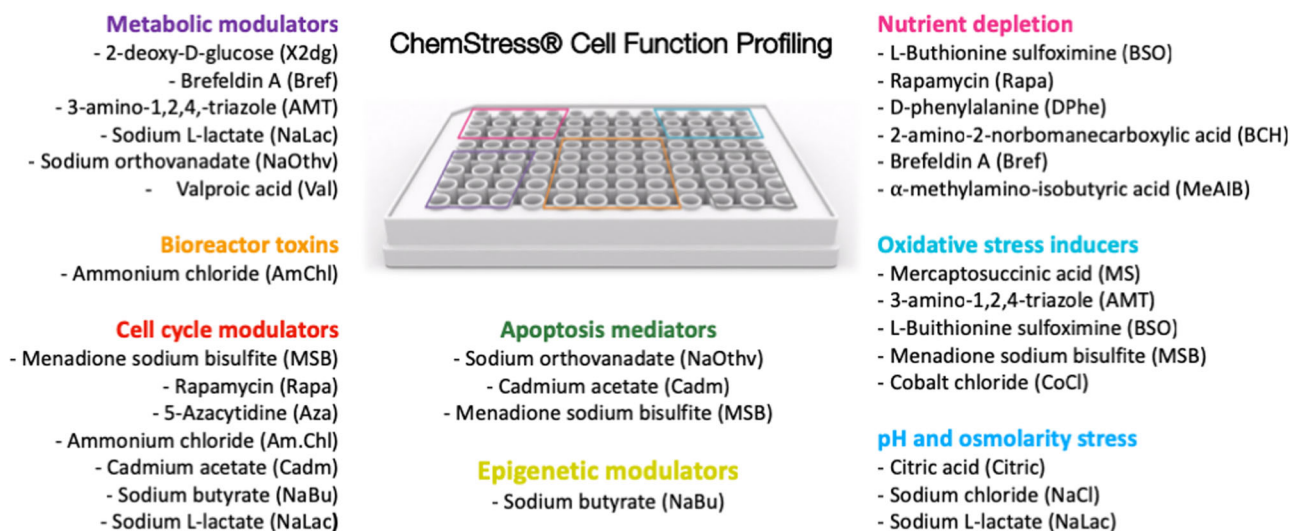 Metabolic modulators
- 2-deoxy-D-glucose (X2dg)
- Brefeldin A (Bref)
- 3-amino-1,2,4,-triazole (AMT)
- Sodium L-lactate (NaLac)
- Sodium orthovanadate (NaOthv)
- Valproic acid (Val)
Bioreactor toxins
- Ammonium chloride (AmChl)
Cell cycle modulators
- Menadione sodium bisulfite (MSB)
- Rapamycin (Rapa)
- 5-Azacytidine (Aza)
- Ammonium chloride (Am.Chl)
- Cadmium acetate (Cadm)
- Sodium butyrate (NaBu)
- Sodium L-lactate (NaLac)
ChemStress® Cell Function Profiling
Apoptosis mediators
- Sodium orthovanadate (NaOthv)
- Cadmium acetate (Cadm)
- Menadione sodium bisulfite (MSB)
Epigenetic modulators
- Sodium butyrate (NaBu)
Nutrient depletion
- L-Buthionine sulfoximine (BSO)
- Rapamycin (Rapa)
- D-phenylalanine (DPhe)
- 2-amino-2-norbomanecarboxylic acid (BCH)
- Brefeldin A (Bref)
- α-methylamino-isobutyric acid (MeAIB)
Oxidative stress inducers
- Mercaptosuccinic acid (MS)
- 3-amino-1,2,4-triazole (AMT)
- L-Buithionine sulfoximine (BSO)
- Menadione sodium bisulfite (MSB)
- Cobalt chloride (CoCl)
pH and osmolarity stress
- Citric acid (Citric)
- Sodium chloride (NaCl)
- Sodium L-lactate (NaLac)